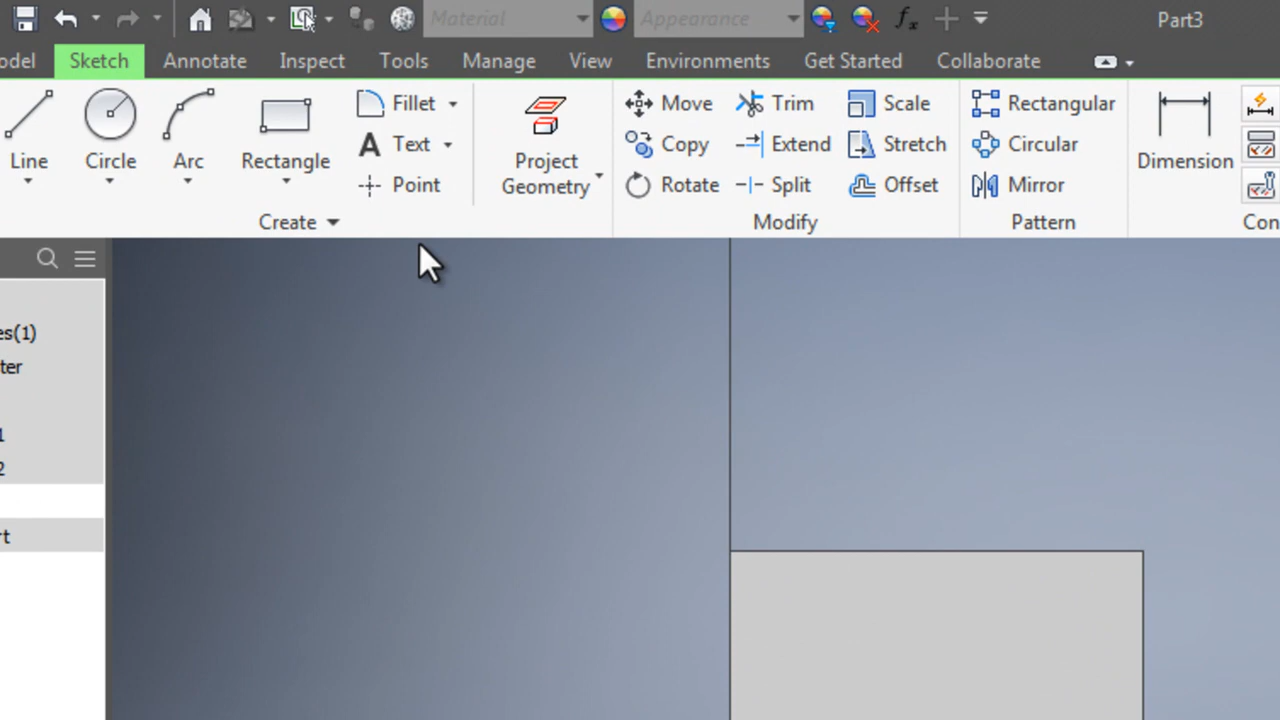 Material Appearance fx Part3
odel Sketch Annotate Inspect Tools Manage View Environments Get Started Collaborate
Line Circle Arc Rectangle Fillet A Text Point
Project Geometry
Move Copy Rotate Trim Extend Split Scale Stretch Offset
Rectangular Circular Mirror
Dimension
Create Modify Pattern Con
es(1)
ter
1
2
rt